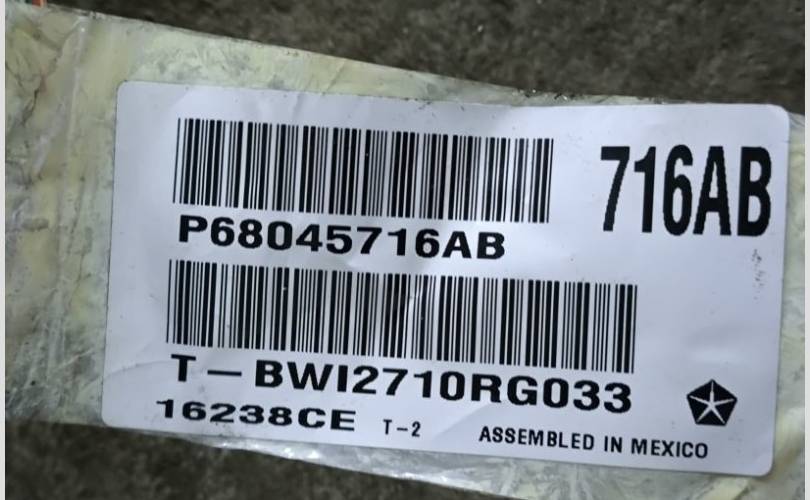 716AB
P68045716AB
T-BWI2710RG033
16238CE T-2
ASSEMBLED IN MEXICO